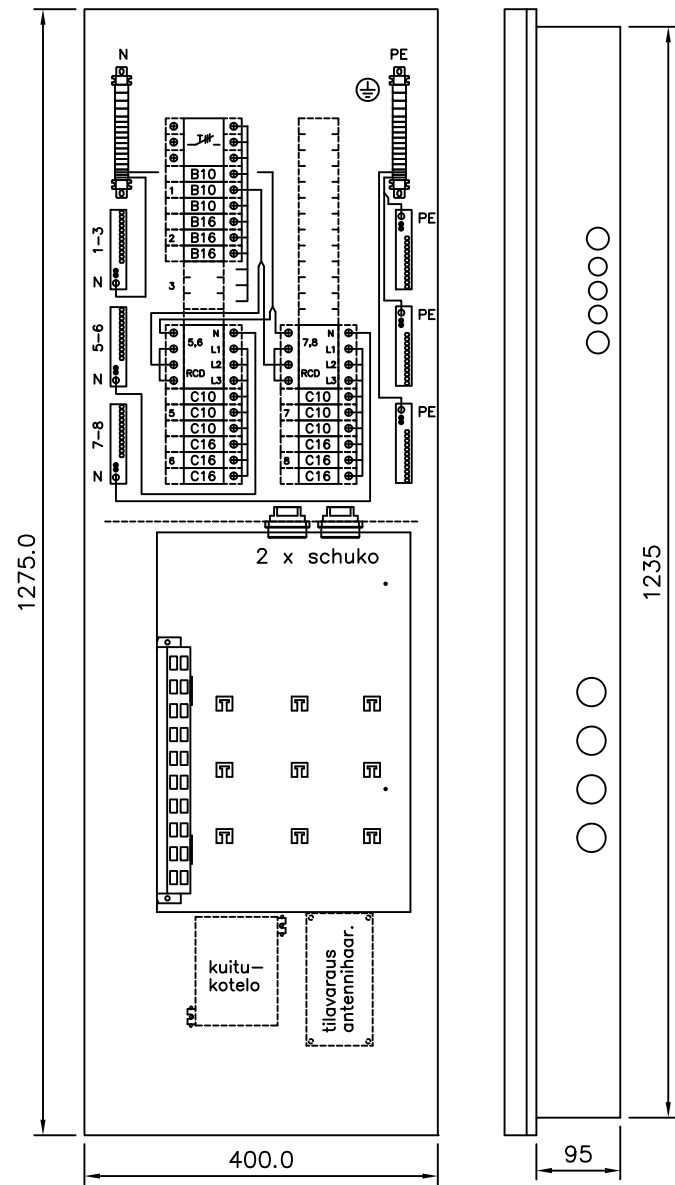 N
PE
T
B10
1 B10
B10
B16
2 B16
B16
3
1-3
N
5-6
N
7-8
N
PE
PE
PE
5,6 N
L1
L2
RCD L3
C10
5 C10
C10
C16
6 C16
C16
7,8 N
L1
L2
RCD L3
C10
7 C10
C10
C16
8 C16
C16
2 x schuko
kuitu-
kotelo
tilavaraus
antennihaar.
1275.0
400.0
1235
95